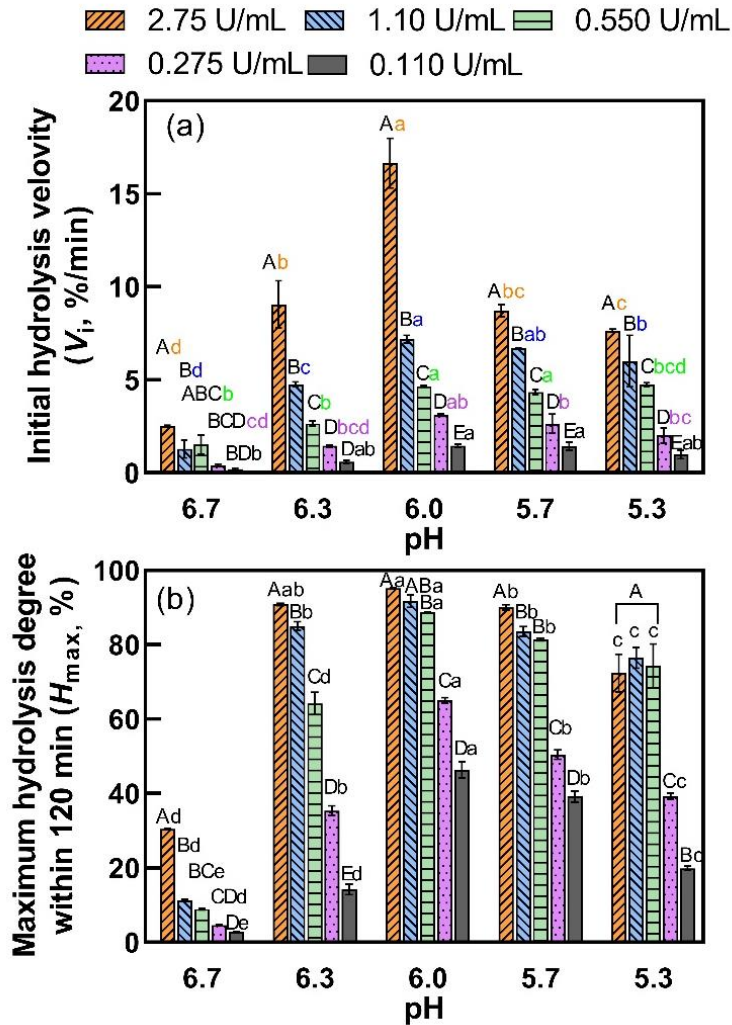 2.75 U/mL 1.10 U/mL 0.550 U/mL
0.275 U/mL 0.110 U/mL
(a)
Initial hydrolysis velovity
(Vi, %/min)
20
15
10
5
0
Ad
Bd
ABCb
BCDcd
BDb
Ab
Bc
Cb
Dbcd
Dab
Aa
Ba
Ca
Dab
Ea
Abc
Bab
Ca
Db
Ea
Ac
Bb
Cbcd
Dbc
Eab
6.7 6.3 6.0 5.7 5.3
pH
(b)
Maximum hydrolysis degree
within 120 min (Hmax, %)
100
80
60
40
20
0
Ad
Bd
BCe
CDd
De
Aab
Bb
Cd
Db
Ed
Aa
ABa
Ba
Ca
Da
Ab
Bb
Bb
Cb
Db
A
c c c
Cc
Bc
6.7 6.3 6.0 5.7 5.3
pH